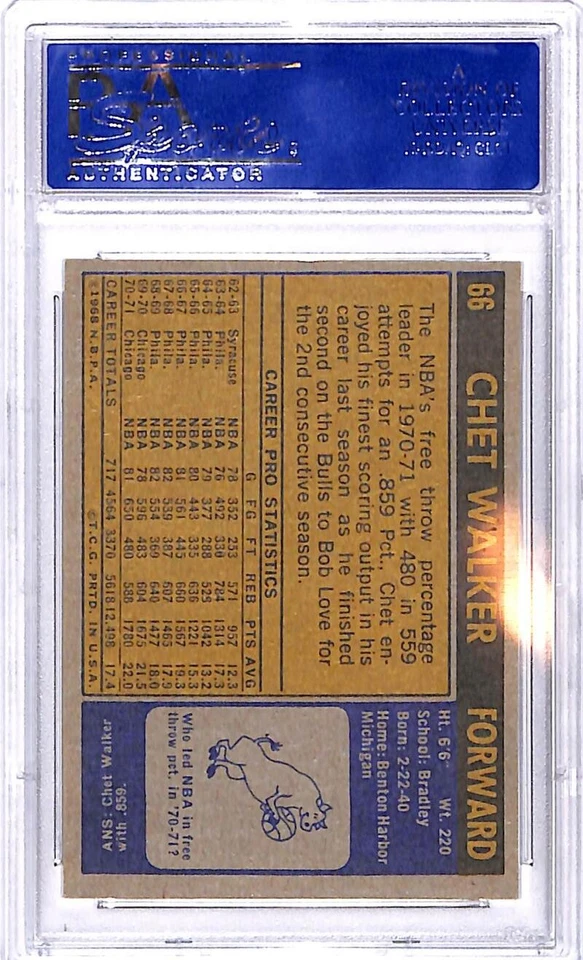 PROFESSIONAL
PSA
Sports
AUTHENTICATOR
A
DIVISION OF
COLLECTORS
UNIVERSE
66 CHET WALKER FORWARD
The NBA's free throw percentage
leader in 1970-71 with 480 in 559
attempts for an .859 Pct., Chet en-
joyed his finest scoring output in his
career last season as he finished
second on the Bulls to Bob Love for
the 2nd consecutive season.
CAREER PRO STATISTICS
G FG FT REB PTS AVG
62-63 Syracuse NBA 78 352 253 571 957 12.3
63-64 Phila. NBA 76 492 330 784 1314 17.3
64-65 Phila. NBA 79 377 288 528 1042 13.2
65-66 Phila. NBA 80 443 335 636 1221 15.3
66-67 Phila. NBA 81 561 445 660 1567 19.3
67-68 Phila. NBA 82 539 387 607 1465 17.9
68-69 Phila. NBA 82 554 369 640 1477 18.0
69-70 Chicago NBA 78 596 483 604 1675 21.5
70-71 Chicago NBA 81 650 480 588 1780 22.0
CAREER TOTALS 717 4564 3370 5618 12,498 17.4
©1968 N.B.P.A. ©T.C.G. PRTD. IN U.S.A.
Ht. 6'6" Wt. 220
School: Bradley
Born: 2-22-40
Home: Benton Harbor
Michigan
Who led NBA in free
throw pct. in '70-71?
ANS: Chet Walker
with .859.